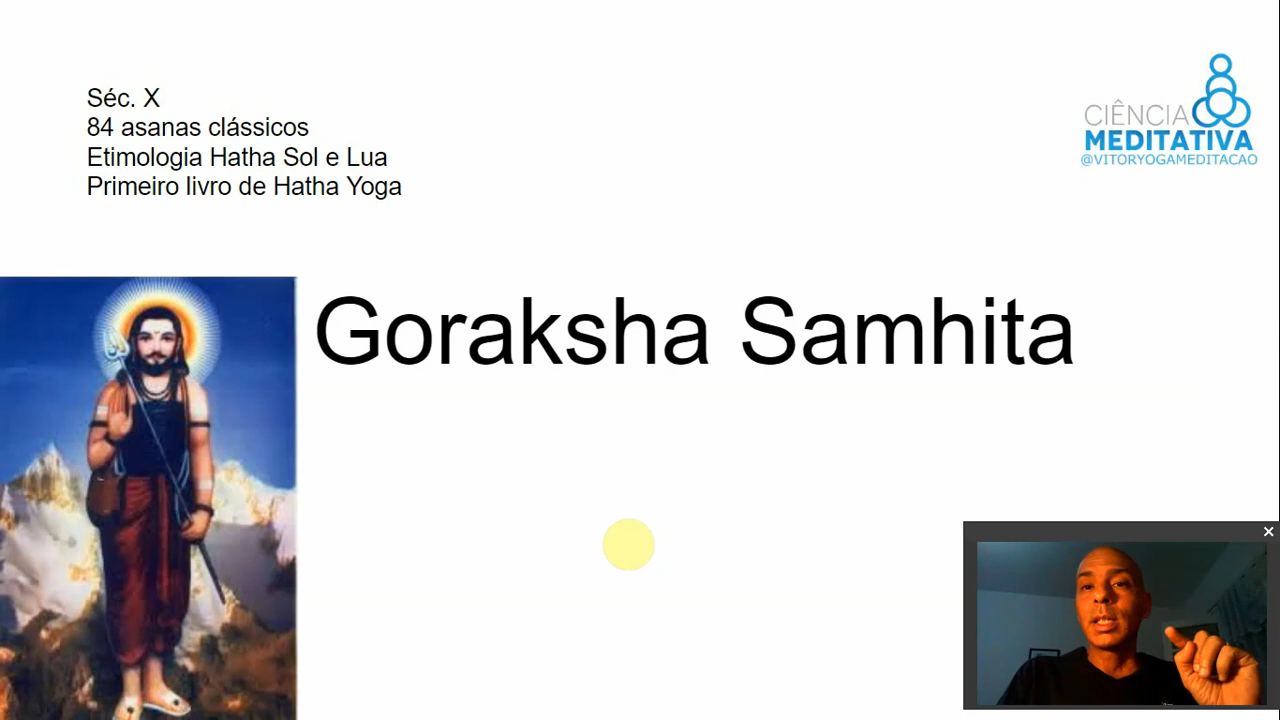 Séc. X
84 asanas clássicos
Etimologia Hatha Sol e Lua
Primeiro livro de Hatha Yoga
CIÊNCIA
MEDITATIVA
@VITORYOGAMEDITACAO
Goraksha Samhita